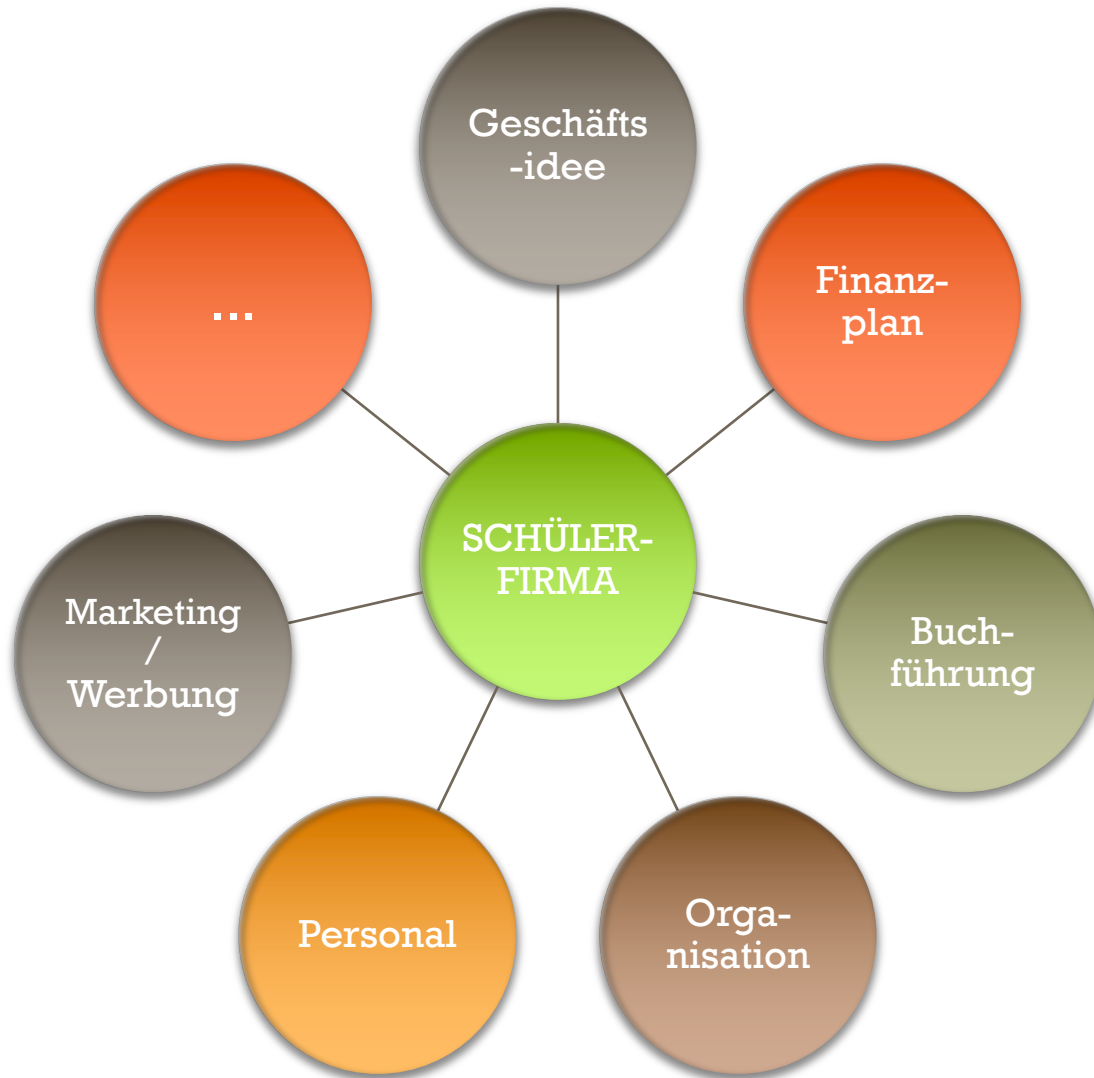 Geschäfts
-idee
Finanz-
plan
Buch-
führung
Orga-
nisation
Personal
Marketing
/
Werbung
...
SCHÜLER-
FIRMA